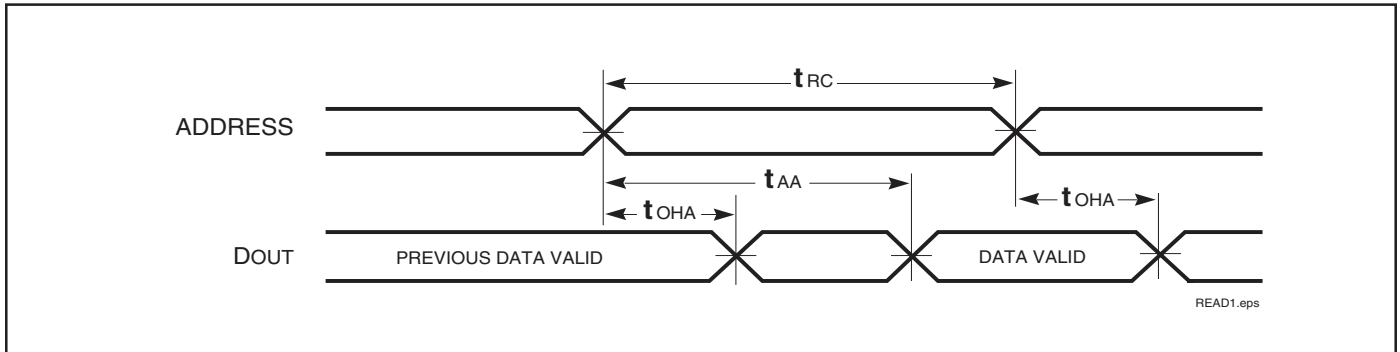 tRC
ADDRESS
tAA
tOHA
tOHA
DOUT
PREVIOUS DATA VALID
DATA VALID
READ1.eps